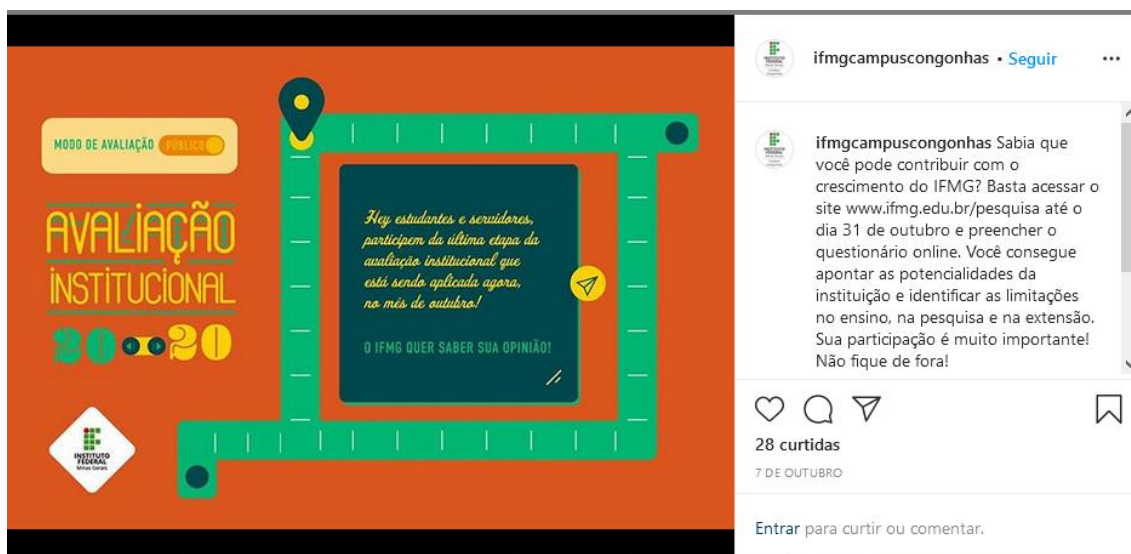 MODO DE AVALIAÇÃO PÚBLICO
AVALIAÇÃO
INSTITUCIONAL
20 20
INSTITUTO
FEDERAL
Minas Gerais
Hey estudantes e servidores,
participem da última etapa da
avaliação institucional que
está sendo aplicada agora,
no mês de outubro!
O IFMG QUER SABER SUA OPINIÃO!
ifmgcampuscongonhas • Seguir
ifmgcampuscongonhas Sabia que
você pode contribuir com o
crescimento do IFMG? Basta acessar o
site www.ifmg.edu.br/pesquisa até o
dia 31 de outubro e preencher o
questionário online. Você consegue
apontar as potencialidades da
instituição e identificar as limitações
no ensino, na pesquisa e na extensão.
Sua participação é muito importante!
Não fique de fora!
28 curtidas
7 DE OUTUBRO
Entrar para curtir ou comentar.